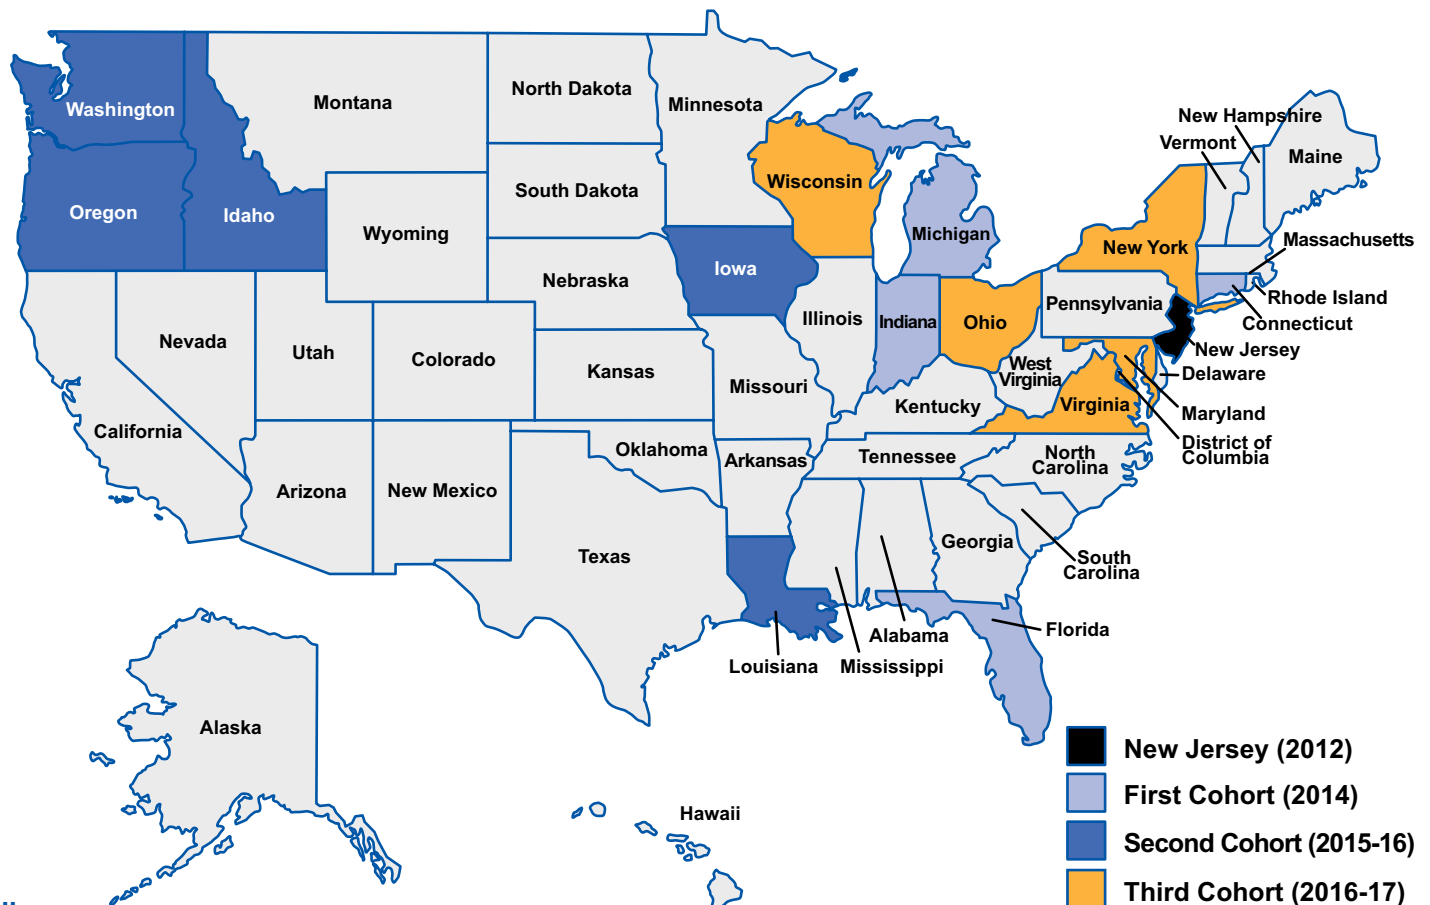 Washington
Montana
North Dakota
Minnesota
New Hampshire
Vermont
Maine
Oregon
Idaho
Wyoming
South Dakota
Wisconsin
Michigan
New York
Massachusetts
Nebraska
Iowa
Illinois
Indiana
Ohio
Pennsylvania
Rhode Island
Connecticut
New Jersey
Nevada
Utah
Colorado
Kansas
Missouri
West
Virginia
Delaware
Kentucky
Virginia
Maryland
California
District of
Columbia
Oklahoma
Arkansas
Tennessee
North
Carolina
Arizona
New Mexico
Texas
Georgia
South
Carolina
Alabama
Florida
Louisiana
Mississippi
Alaska
Hawaii
New Jersey (2012)
First Cohort (2014)
Second Cohort (2015-16)
Third Cohort (2016-17)